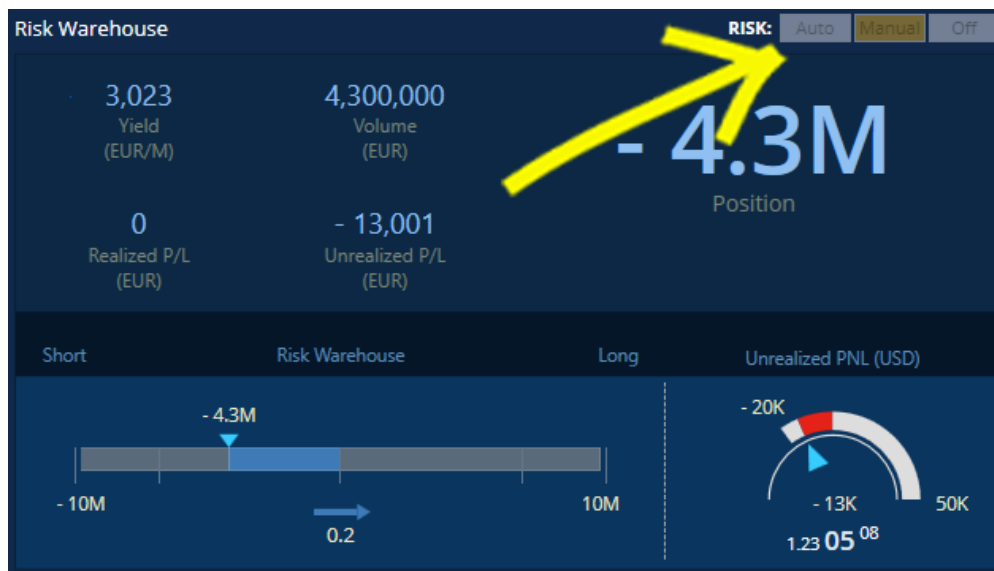 Risk Warehouse
RISK: Auto Manual Off
3,023
Yield
(EUR/M)
4,300,000
Volume
(EUR)
- 4.3M
Position
0
Realized P/L
(EUR)
- 13,001
Unrealized P/L
(EUR)
Short
Risk Warehouse
Long
Unrealized PNL (USD)
- 4.3M
- 10M
10M
0.2
- 20K
- 13K
50K
1.23 05 08